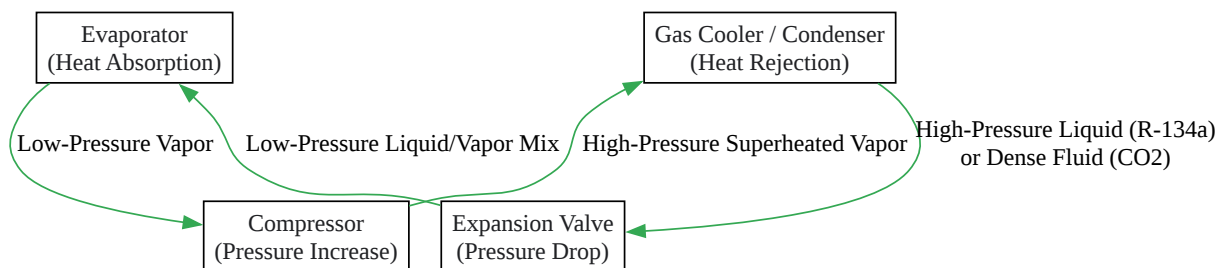 Evaporator
(Heat Absorption)
Gas Cooler / Condenser
(Heat Rejection)
Low-Pressure Vapor
Low-Pressure Liquid/Vapor Mix
High-Pressure Superheated Vapor
High-Pressure Liquid (R-134a)
or Dense Fluid (CO2)
Compressor
(Pressure Increase)
Expansion Valve
(Pressure Drop)